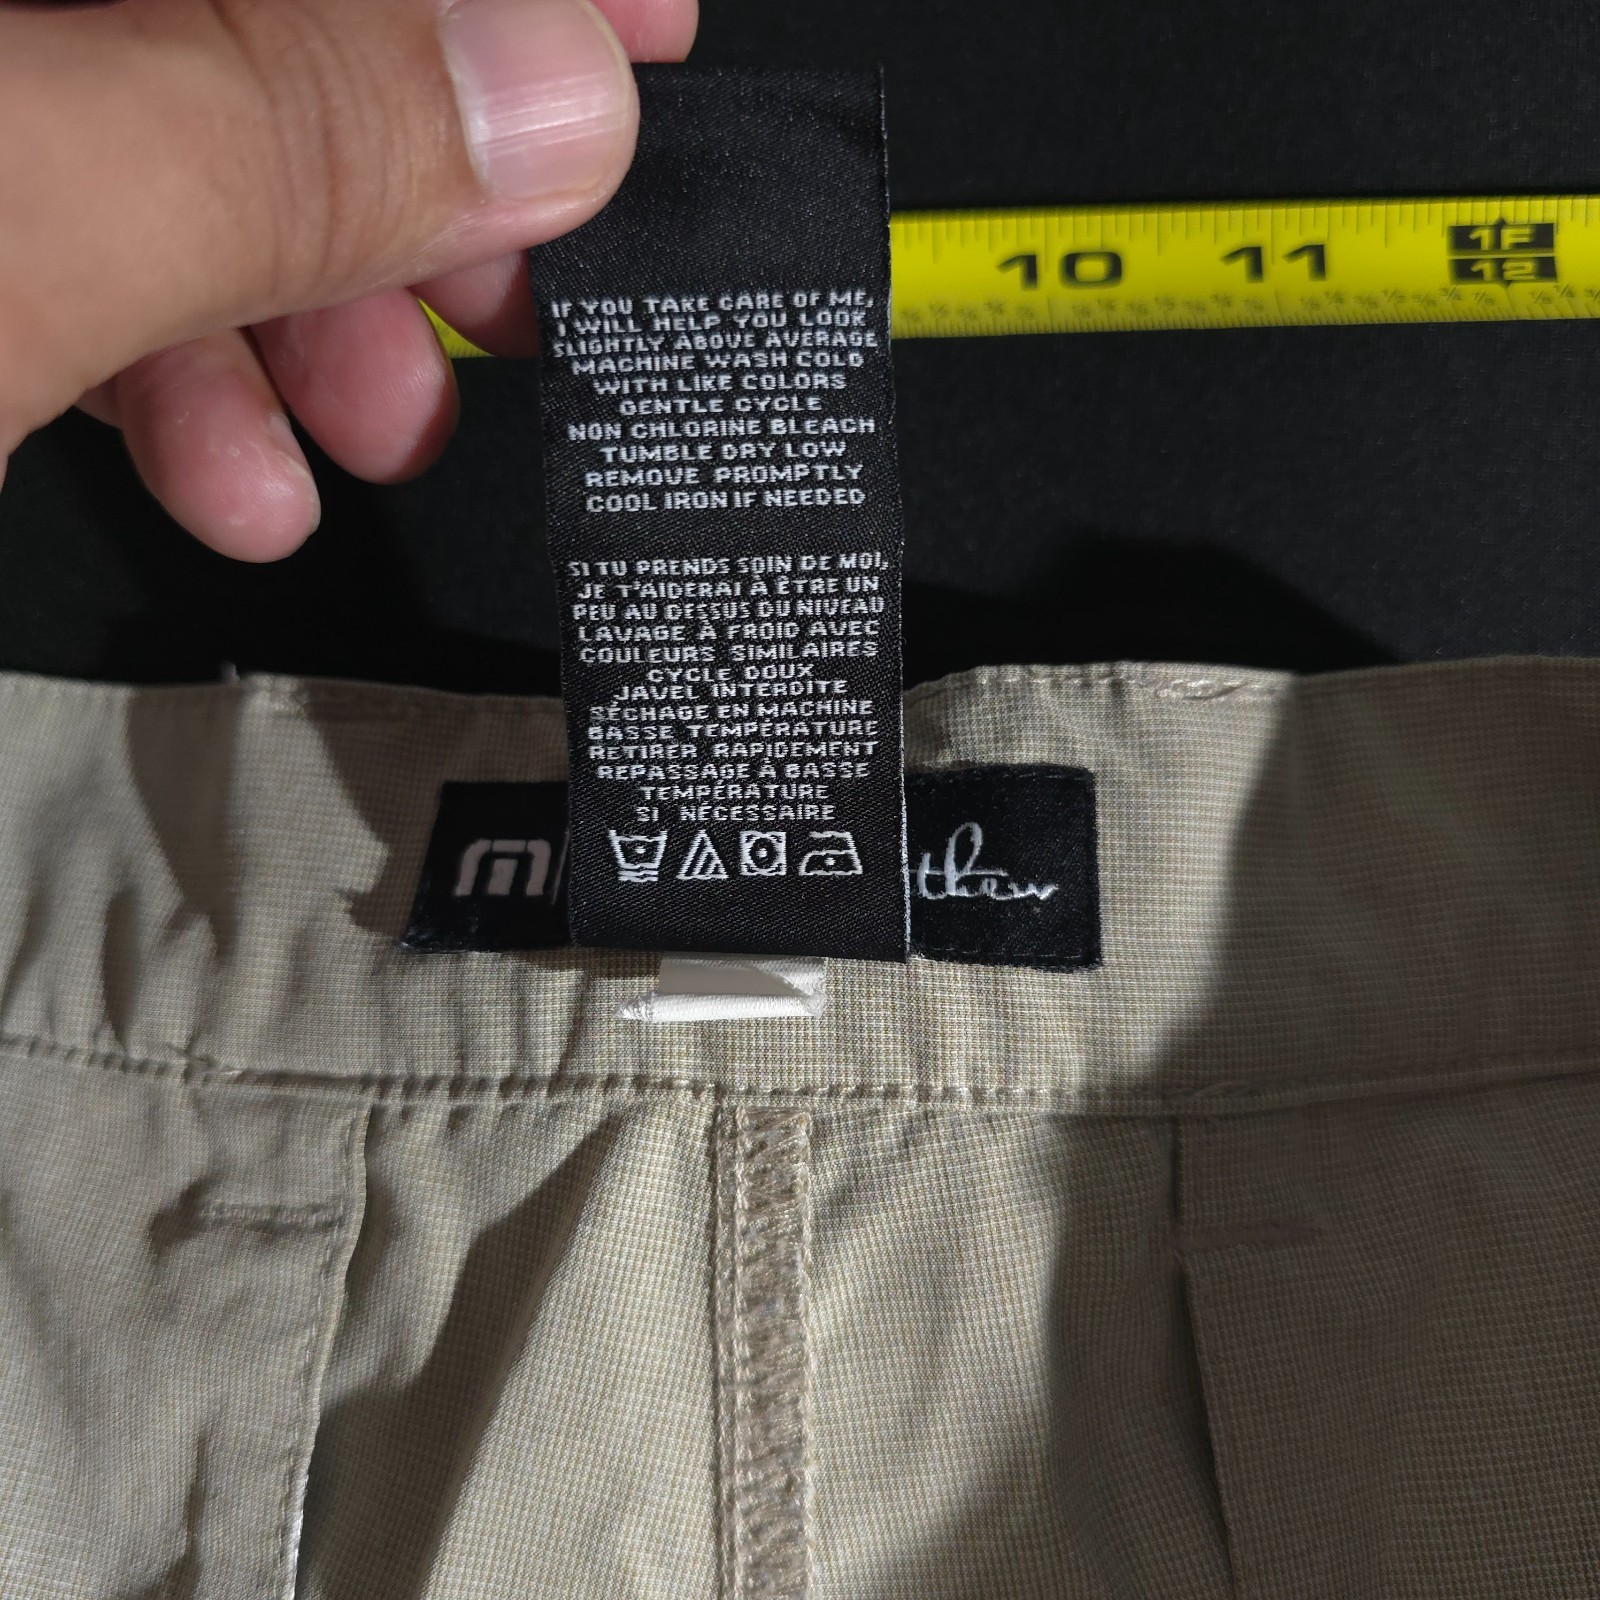 10 11 1F
12
IF YOU TAKE CARE OF ME,
I WILL HELP YOU LOOK
SLIGHTLY ABOVE AVERAGE
MACHINE WASH COLD
WITH LIKE COLORS
GENTLE CYCLE
NON CHLORINE BLEACH
TUMBLE DRY LOW
REMOVE PROMPTLY
COOL IRON IF NEEDED
SI TU PRENDS SOIN DE MOI,
JE T'AIDERAI À ÊTRE UN
PEU AU DESSUS DU NIVEAU
LAVAGE À FROID AVEC
COULEURS SIMILAIRES
CYCLE DOUX
JAVEL INTERDITE
SÉCHAGE EN MACHINE
BASSE TEMPÉRATURE
RETIRER RAPIDEMENT
REPASSAGE À BASSE
TEMPÉRATURE
SI NÉCESSAIRE
m thew